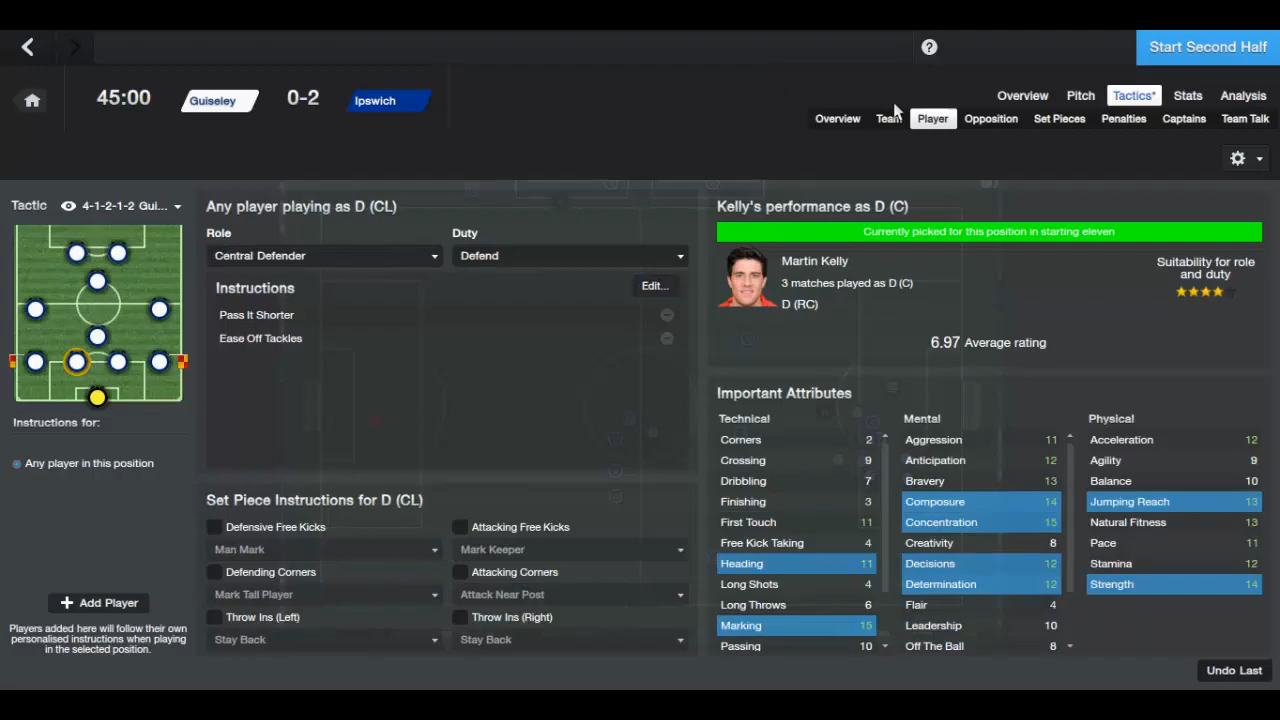 Start Second Half
45:00 Guiseley 0-2 Ipswich
Overview Pitch Tactics* Stats Analysis
Overview Team Player Opposition Set Pieces Penalties Captains Team Talk
Tactic 4-1-2-1-2 Gui...
Any player playing as D (CL)
Role Duty
Central Defender Defend
Instructions Edit...
Pass It Shorter
Ease Off Tackles
Instructions for:
Any player in this position
Set Piece Instructions for D (CL)
Defensive Free Kicks Attacking Free Kicks
Man Mark Mark Keeper
Defending Corners Attacking Corners
Mark Tall Player Attack Near Post
Throw Ins (Left) Throw Ins (Right)
Stay Back Stay Back
Add Player
Players added here will follow their own
personalised instructions when playing
in the selected position.
Kelly's performance as D (C)
Currently picked for this position in starting eleven
Martin Kelly
3 matches played as D (C)
D (RC)
Suitability for role
and duty
6.97 Average rating
Important Attributes
Technical Mental Physical
Corners 2 Aggression 11 Acceleration 12
Crossing 9 Anticipation 12 Agility 9
Dribbling 7 Bravery 13 Balance 10
Finishing 3 Composure 14 Jumping Reach 13
First Touch 11 Concentration 15 Natural Fitness 13
Free Kick Taking 4 Creativity 8 Pace 11
Heading 11 Decisions 12 Stamina 12
Long Shots 4 Determination 12 Strength 14
Long Throws 6 Flair 4
Marking 15 Leadership 10
Passing 10 Off The Ball 8
Undo Last